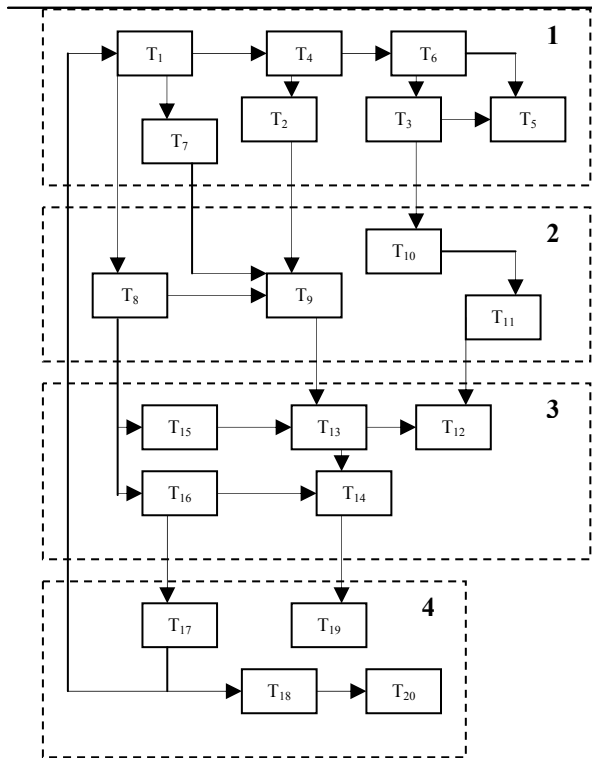 1
T₁ T₄ T₆
T₂ T₃ T₅
T₇
2
T₁₀
T₈ T₉
T₁₁
3
T₁₅ T₁₃ T₁₂
T₁₆ T₁₄
4
T₁₇ T₁₉
T₁₈ T₂₀